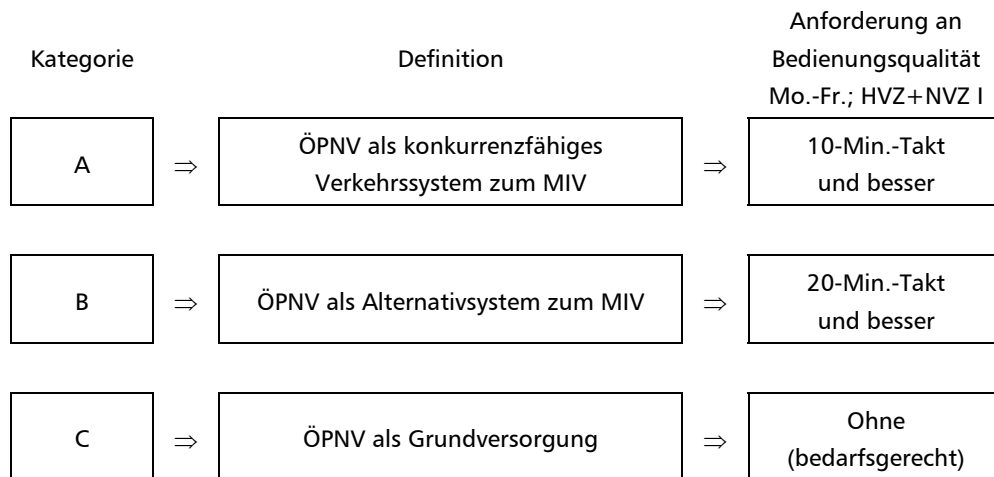 Kategorie
Definition
Anforderung an
Bedienungsqualität
Mo.-Fr.; HVZ+NVZ I
A
⇒
ÖPNV als konkurrenzfähiges
Verkehrssystem zum MIV
⇒
10-Min.-Takt
und besser
B
⇒
ÖPNV als Alternativsystem zum MIV
⇒
20-Min.-Takt
und besser
C
⇒
ÖPNV als Grundversorgung
⇒
Ohne
(bedarfsgerecht)